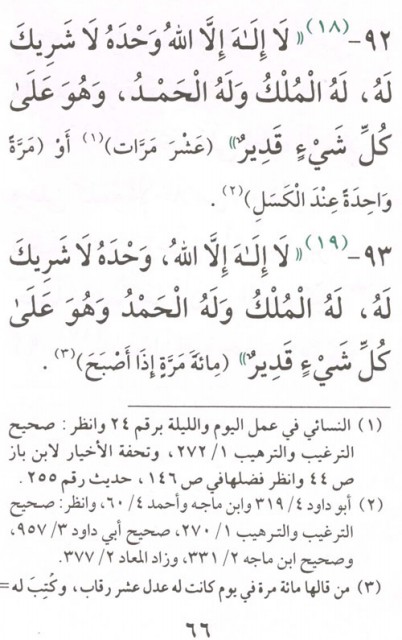 ٩٢-(١٨)«لَا إِلَـٰهَ إِلَّا اللهُ وَحْدَهُ لَا شَرِيكَ
لَهُ، لَهُ الْمُلْكُ وَلَهُ الْحَمْـدُ، وَهُوَ عَلَىٰ
كُلِّ شَيْءٍ قَدِيرٌ» (عَشْرَ مَرَّات)(١) أَوْ (مَرَّةً
وَاحِدَةً عِنْدَ الْكَسَلِ)(٢) .
٩٣-(١٩)«لَا إِلَـٰهَ إِلَّا اللهُ، وَحْدَهُ لَا شَرِيكَ
لَهُ، لَهُ الْمُلْكُ وَلَهُ الْحَمْدُ وَهُوَ عَلَىٰ
كُلِّ شَيْءٍ قَدِيرٌ» (مِائَةَ مَرَّةٍ إِذَا أَصْبَحَ)(٣) .
(١) النسائي في عمل اليوم والليلة برقم ٢٤ وانظر: صحيح
الترغيب والترهيب ١/ ٢٧٢، وتحفة الأخيار لابن باز
ص ٤٤ وانظر فضلهافي ص ١٤٦، حديث رقم ٢٥٥ .
(٢) أبو داود ٤/ ٣١٩ وابن ماجه وأحمد ٤/ ٦٠، وانظر: صحيح
الترغيب والترهيب ١/ ٢٧٠، صحيح أبي داود ٣/ ٩٥٧،
وصحيح ابن ماجه ٢/ ٣٣١، وزاد المعاد ٢/ ٣٧٧.
(٣) من قالها مائة مرة في يوم كانت له عدل عشر رقاب، وكُتِبَ له=
٦٦